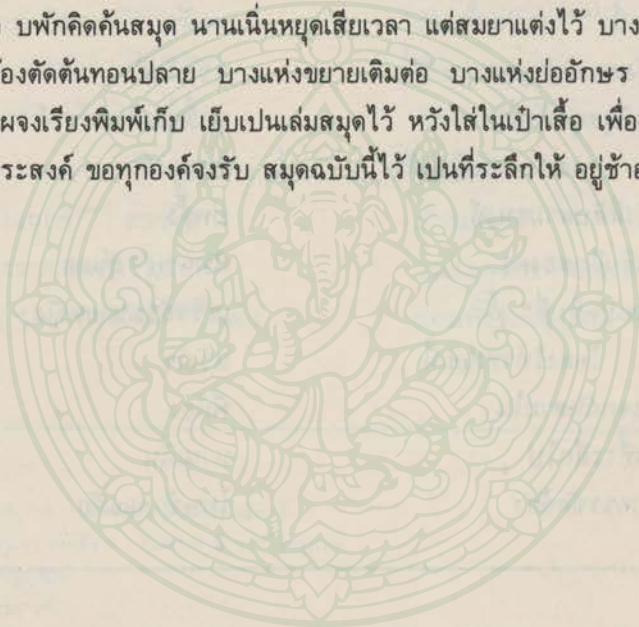 บพักคิดค้นสมุด นานเนิ่นหยุดเสียเวลา แต่สมยาแต่งไว้ บาง
องตัดต้นทอนปลาย บางแห่งขยายเติมต่อ บางแห่งย่ออักษร
ผจงเรียงพิมพ์เก็บ เย็บเปนเล่มสมุดไว้ หวังใส่ในเป๋าเสื้อ เพื่อ
ระสงค์ ขอทุกองค์จงรับ สมุดฉบับนี้ไว้ เปนที่ระลึกให้ อยู่ช้า